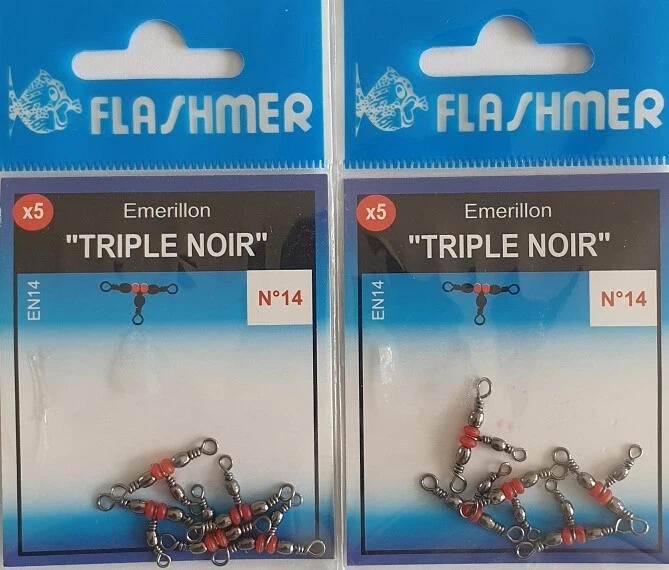 FLASHMER
x5
Emerillon
"TRIPLE NOIR"
EN14
N°14
FLASHMER
x5
Emerillon
"TRIPLE NOIR"
EN14
N°14